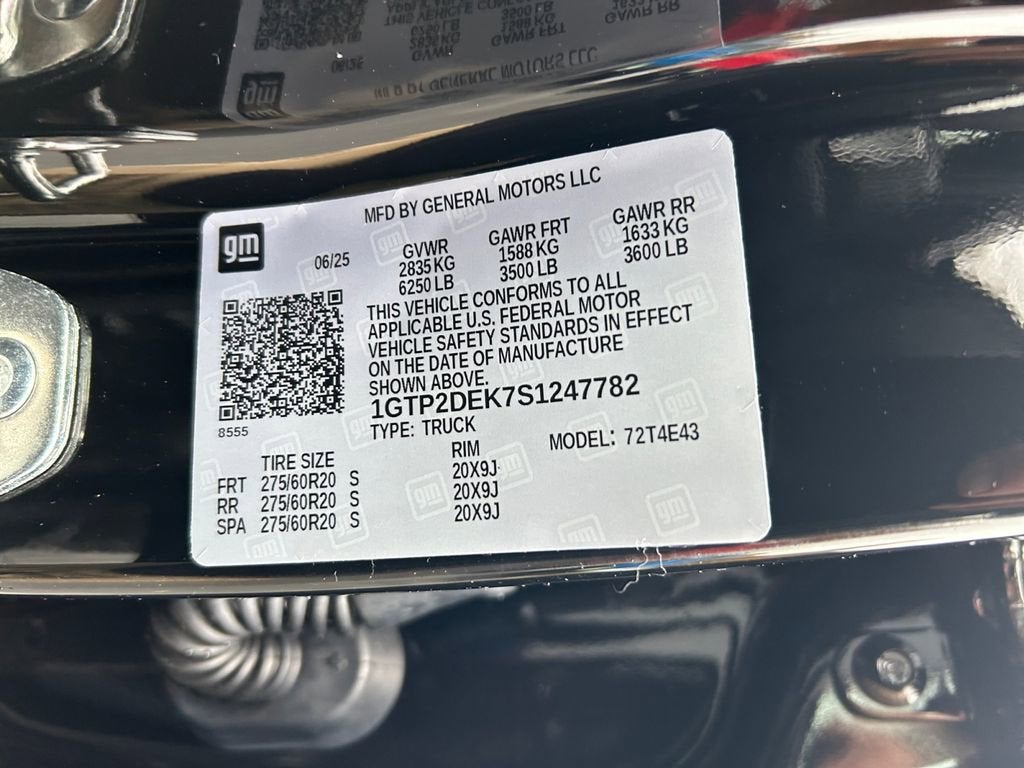 MFD BY GENERAL MOTORS LLC
gm
06/25
GVWR
2835 KG
6250 LB
GAWR FRT
1588 KG
3500 LB
GAWR RR
1633 KG
3600 LB
THIS VEHICLE CONFORMS TO ALL
APPLICABLE U.S. FEDERAL MOTOR
VEHICLE SAFETY STANDARDS IN EFFECT
ON THE DATE OF MANUFACTURE
SHOWN ABOVE.
1GTP2DEK7S1247782
TYPE: TRUCK
8555
MODEL: 72T4E43
TIRE SIZE RIM
FRT 275/60R20 S 20X9J
RR 275/60R20 S 20X9J
SPA 275/60R20 S 20X9J